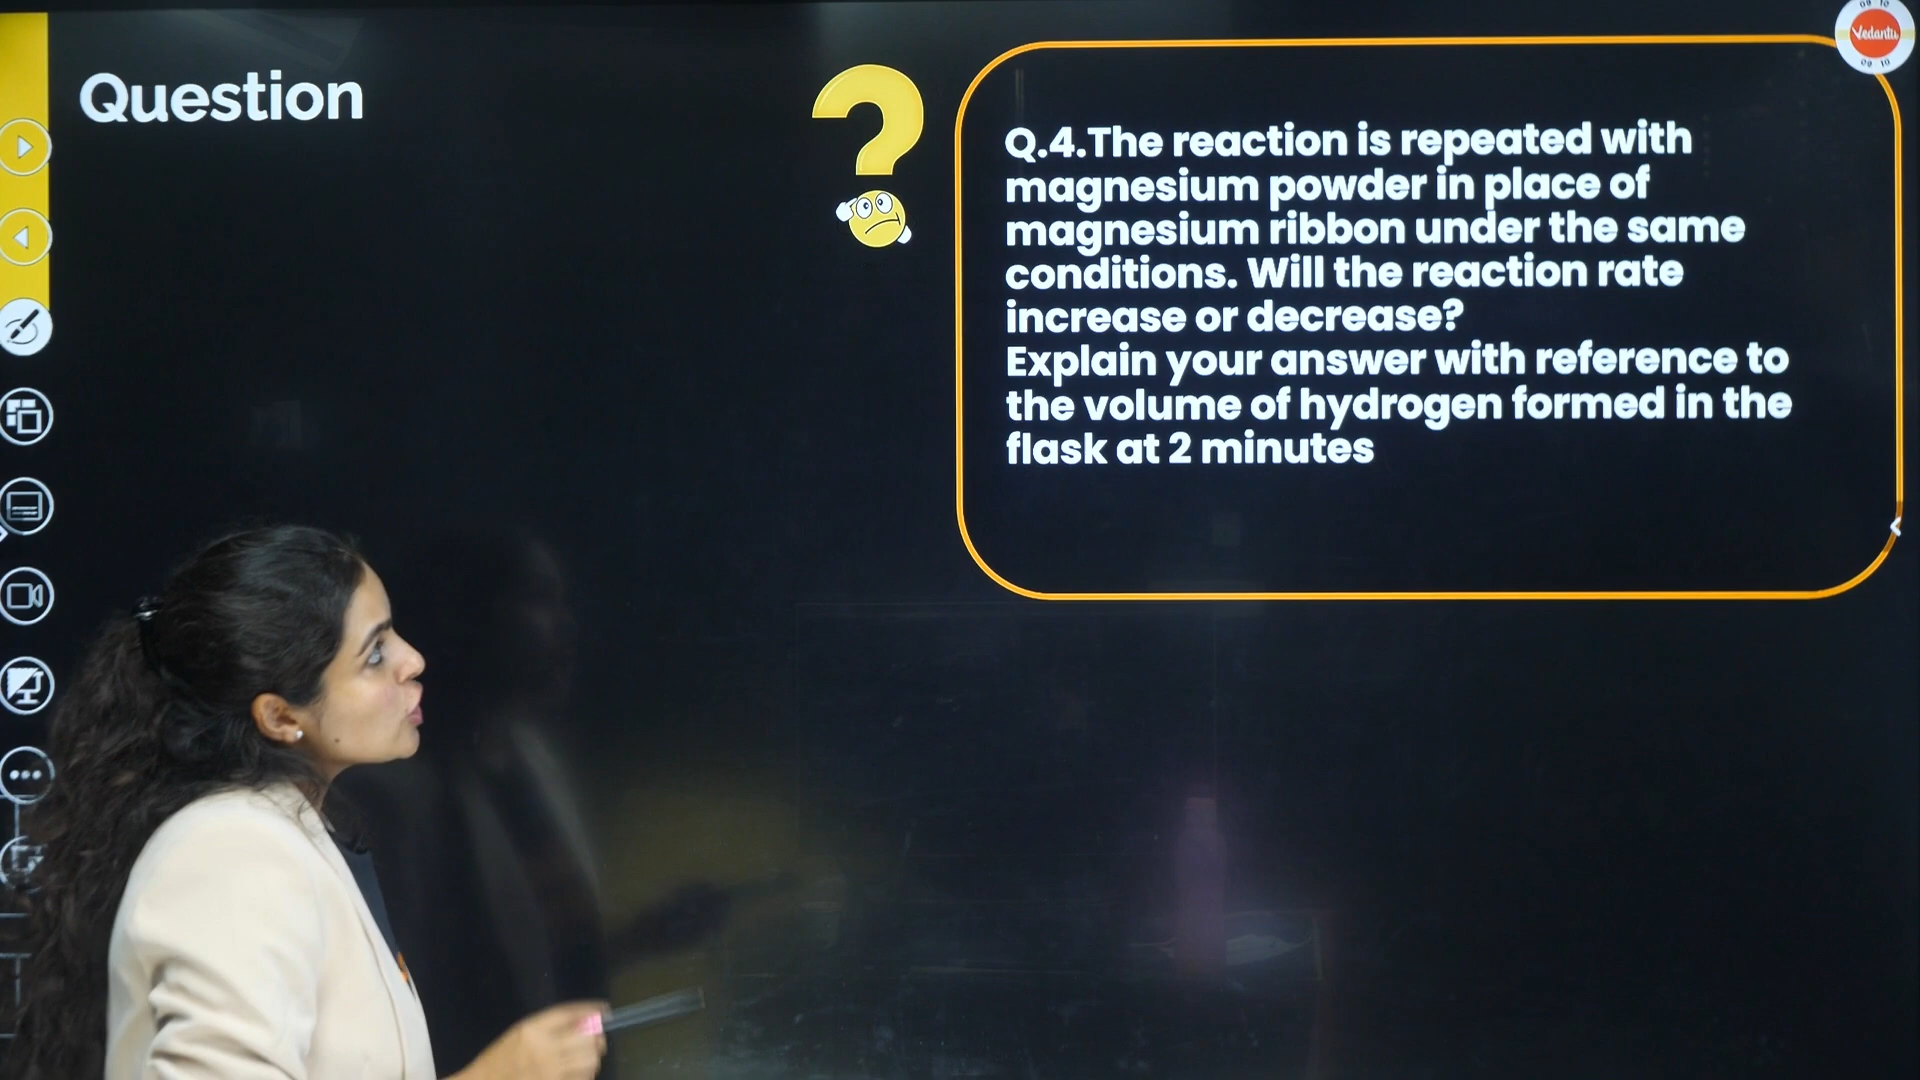 Question
Vedantu
Q.4.The reaction is repeated with
magnesium powder in place of
magnesium ribbon under the same
conditions. Will the reaction rate
increase or decrease?
Explain your answer with reference to
the volume of hydrogen formed in the
flask at 2 minutes